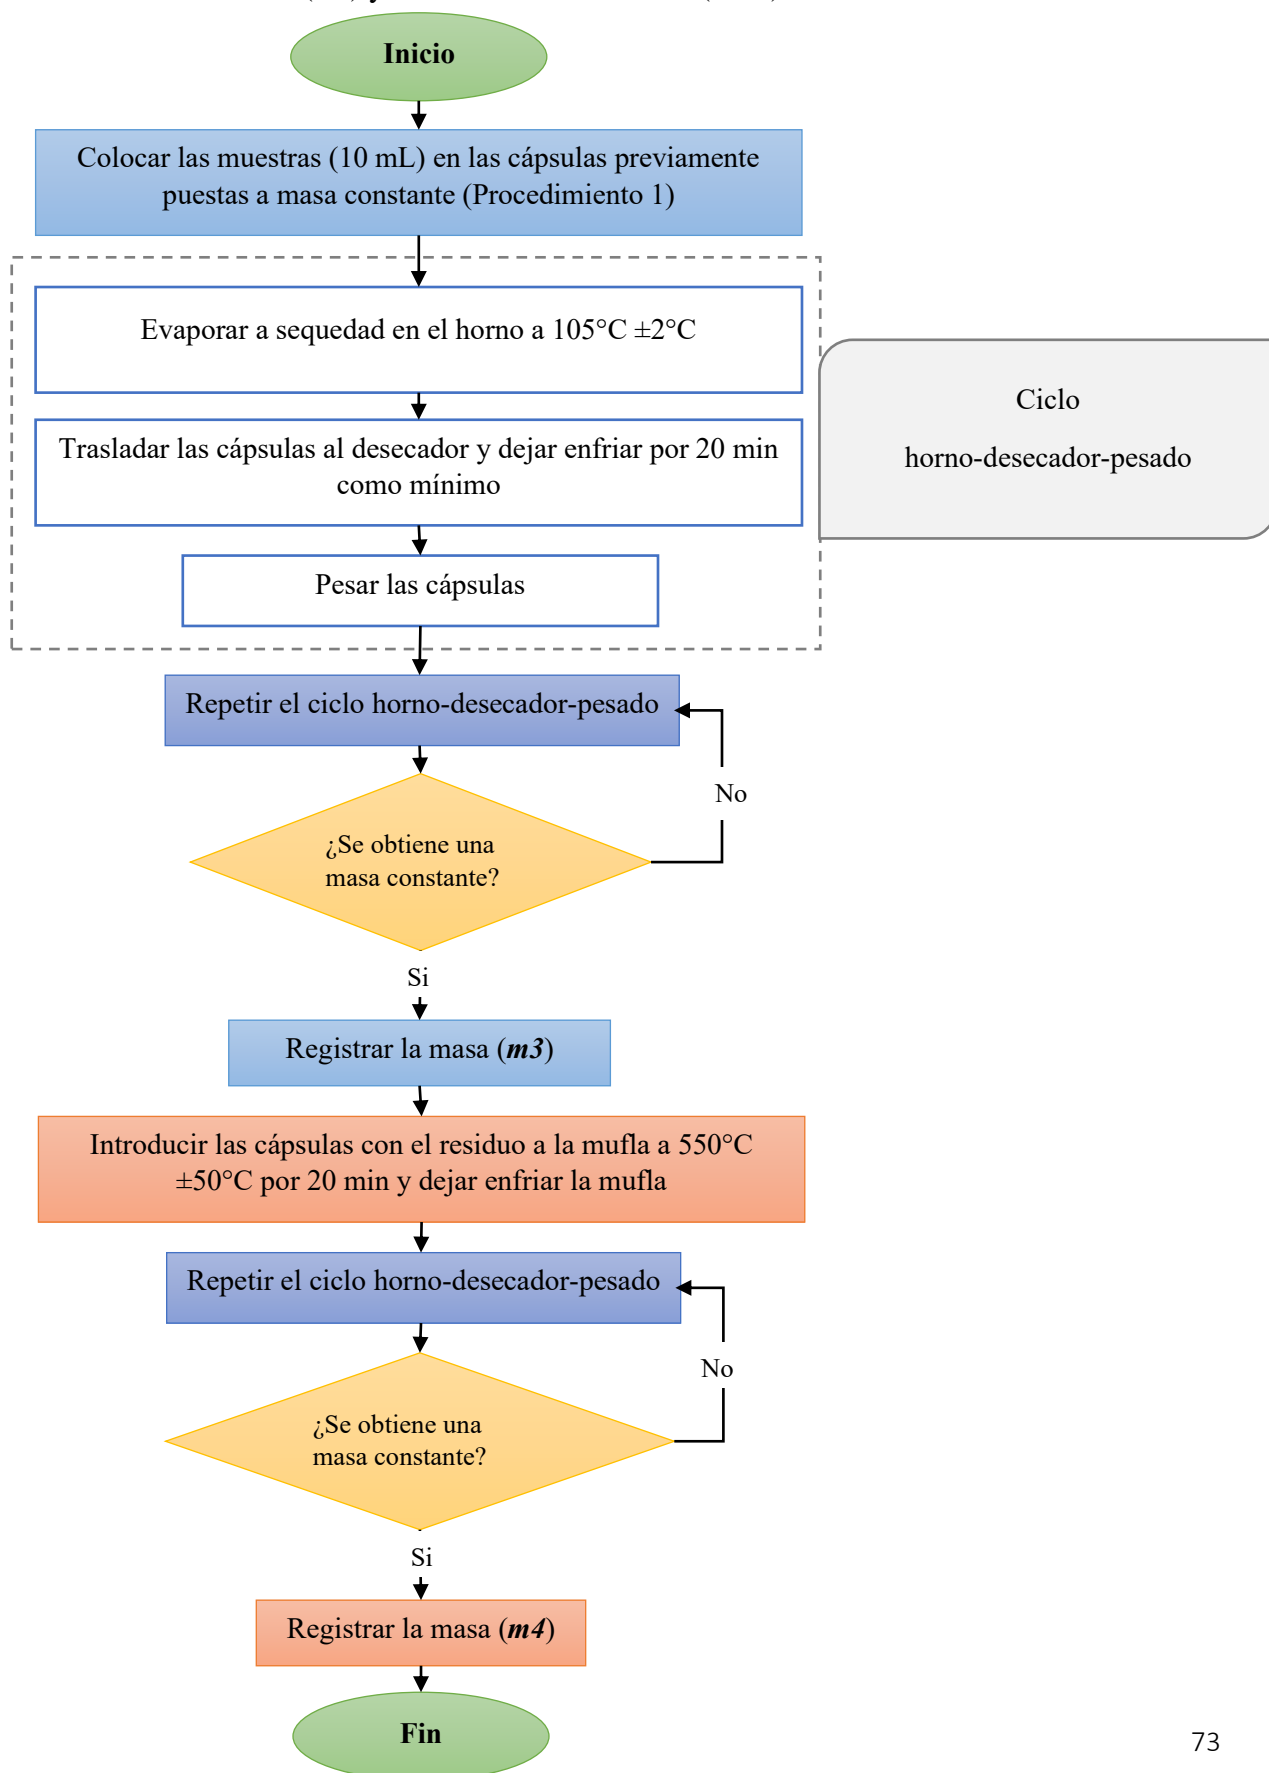 Inicio
Colocar las muestras (10 mL) en las cápsulas previamente
puestas a masa constante (Procedimiento 1)
Evaporar a sequedad en el horno a 105°C ±2°C
Ciclo
horno-desecador-pesado
Trasladar las cápsulas al desecador y dejar enfriar por 20 min
como mínimo
Pesar las cápsulas
Repetir el ciclo horno-desecador-pesado
No
¿Se obtiene una
masa constante?
Si
Registrar la masa (m3)
Introducir las cápsulas con el residuo a la mufla a 550°C
±50°C por 20 min y dejar enfriar la mufla
Repetir el ciclo horno-desecador-pesado
No
¿Se obtiene una
masa constante?
Si
Registrar la masa (m4)
Fin
73